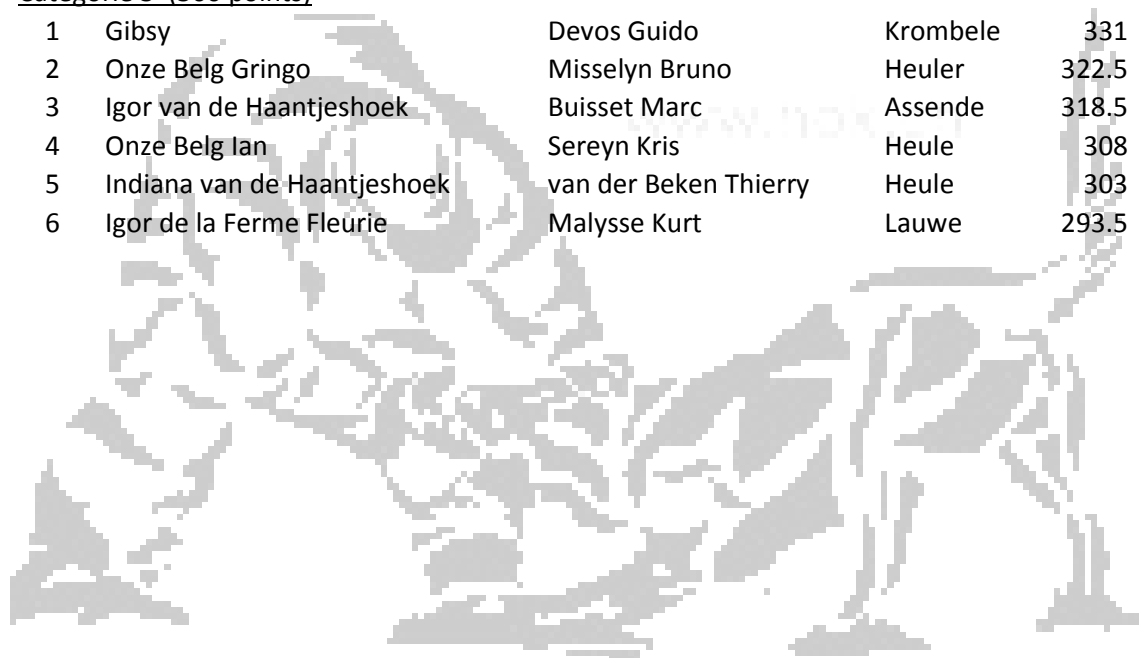 1 Gibsy Devos Guido Krombele 331
2 Onze Belg Gringo Misselyn Bruno Heuler 322.5
3 Igor van de Haantjeshoek Buisset Marc Assende 318.5
4 Onze Belg Ian Sereyn Kris Heule 308
5 Indiana van de Haantjeshoek van der Beken Thierry Heule 303
6 Igor de la Ferme Fleurie Malysse Kurt Lauwe 293.5